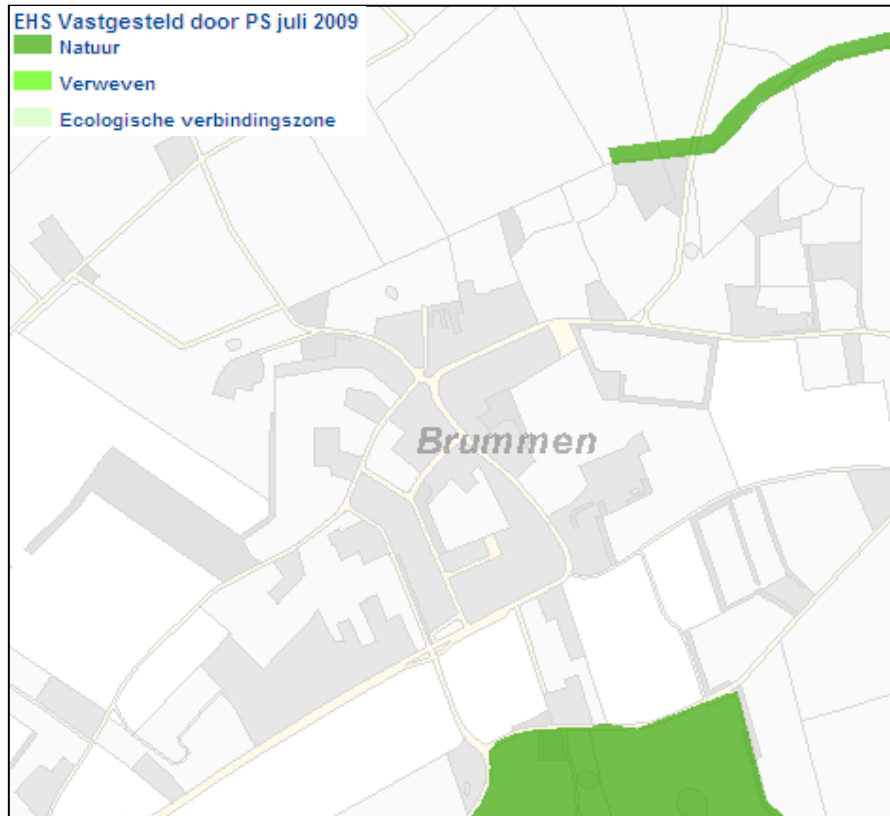 EHS Vastgesteld door PS juli 2009
Natuur
Verweven
Ecologische verbindingszone
Brummen